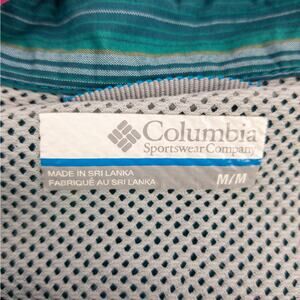 Columbia
Sportswear Company
MADE IN SRI LANKA
FABRIQUÉ AU SRI LANKA
M/M